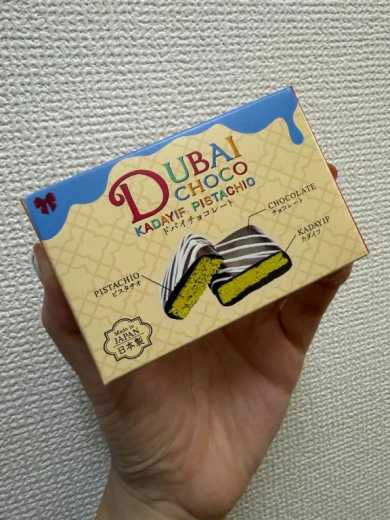 DUBAI
CHOCO
KADAYIF PISTACHIO
ドバイチョコレート
CHOCOLATE
チョコレート
KADAYIF
カダイフ
PISTACHIO
ピスタチオ
Made in
JAPAN
日本製